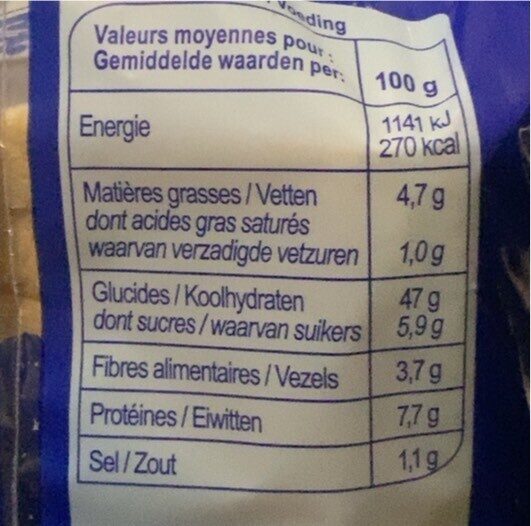 Valeurs moyennes pour :
Gemiddelde waarden per:
100 g
Energie
1141 kJ
270 kcal
Matières grasses / Vetten 4,7 g
dont acides gras saturés
waarvan verzadigde vetzuren 1,0 g
Glucides / Koolhydraten 47 g
dont sucres / waarvan suikers 5,9 g
Fibres alimentaires / Vezels 3,7 g
Protéines / Eiwitten 7,7 g
Sel / Zout 1,1 g